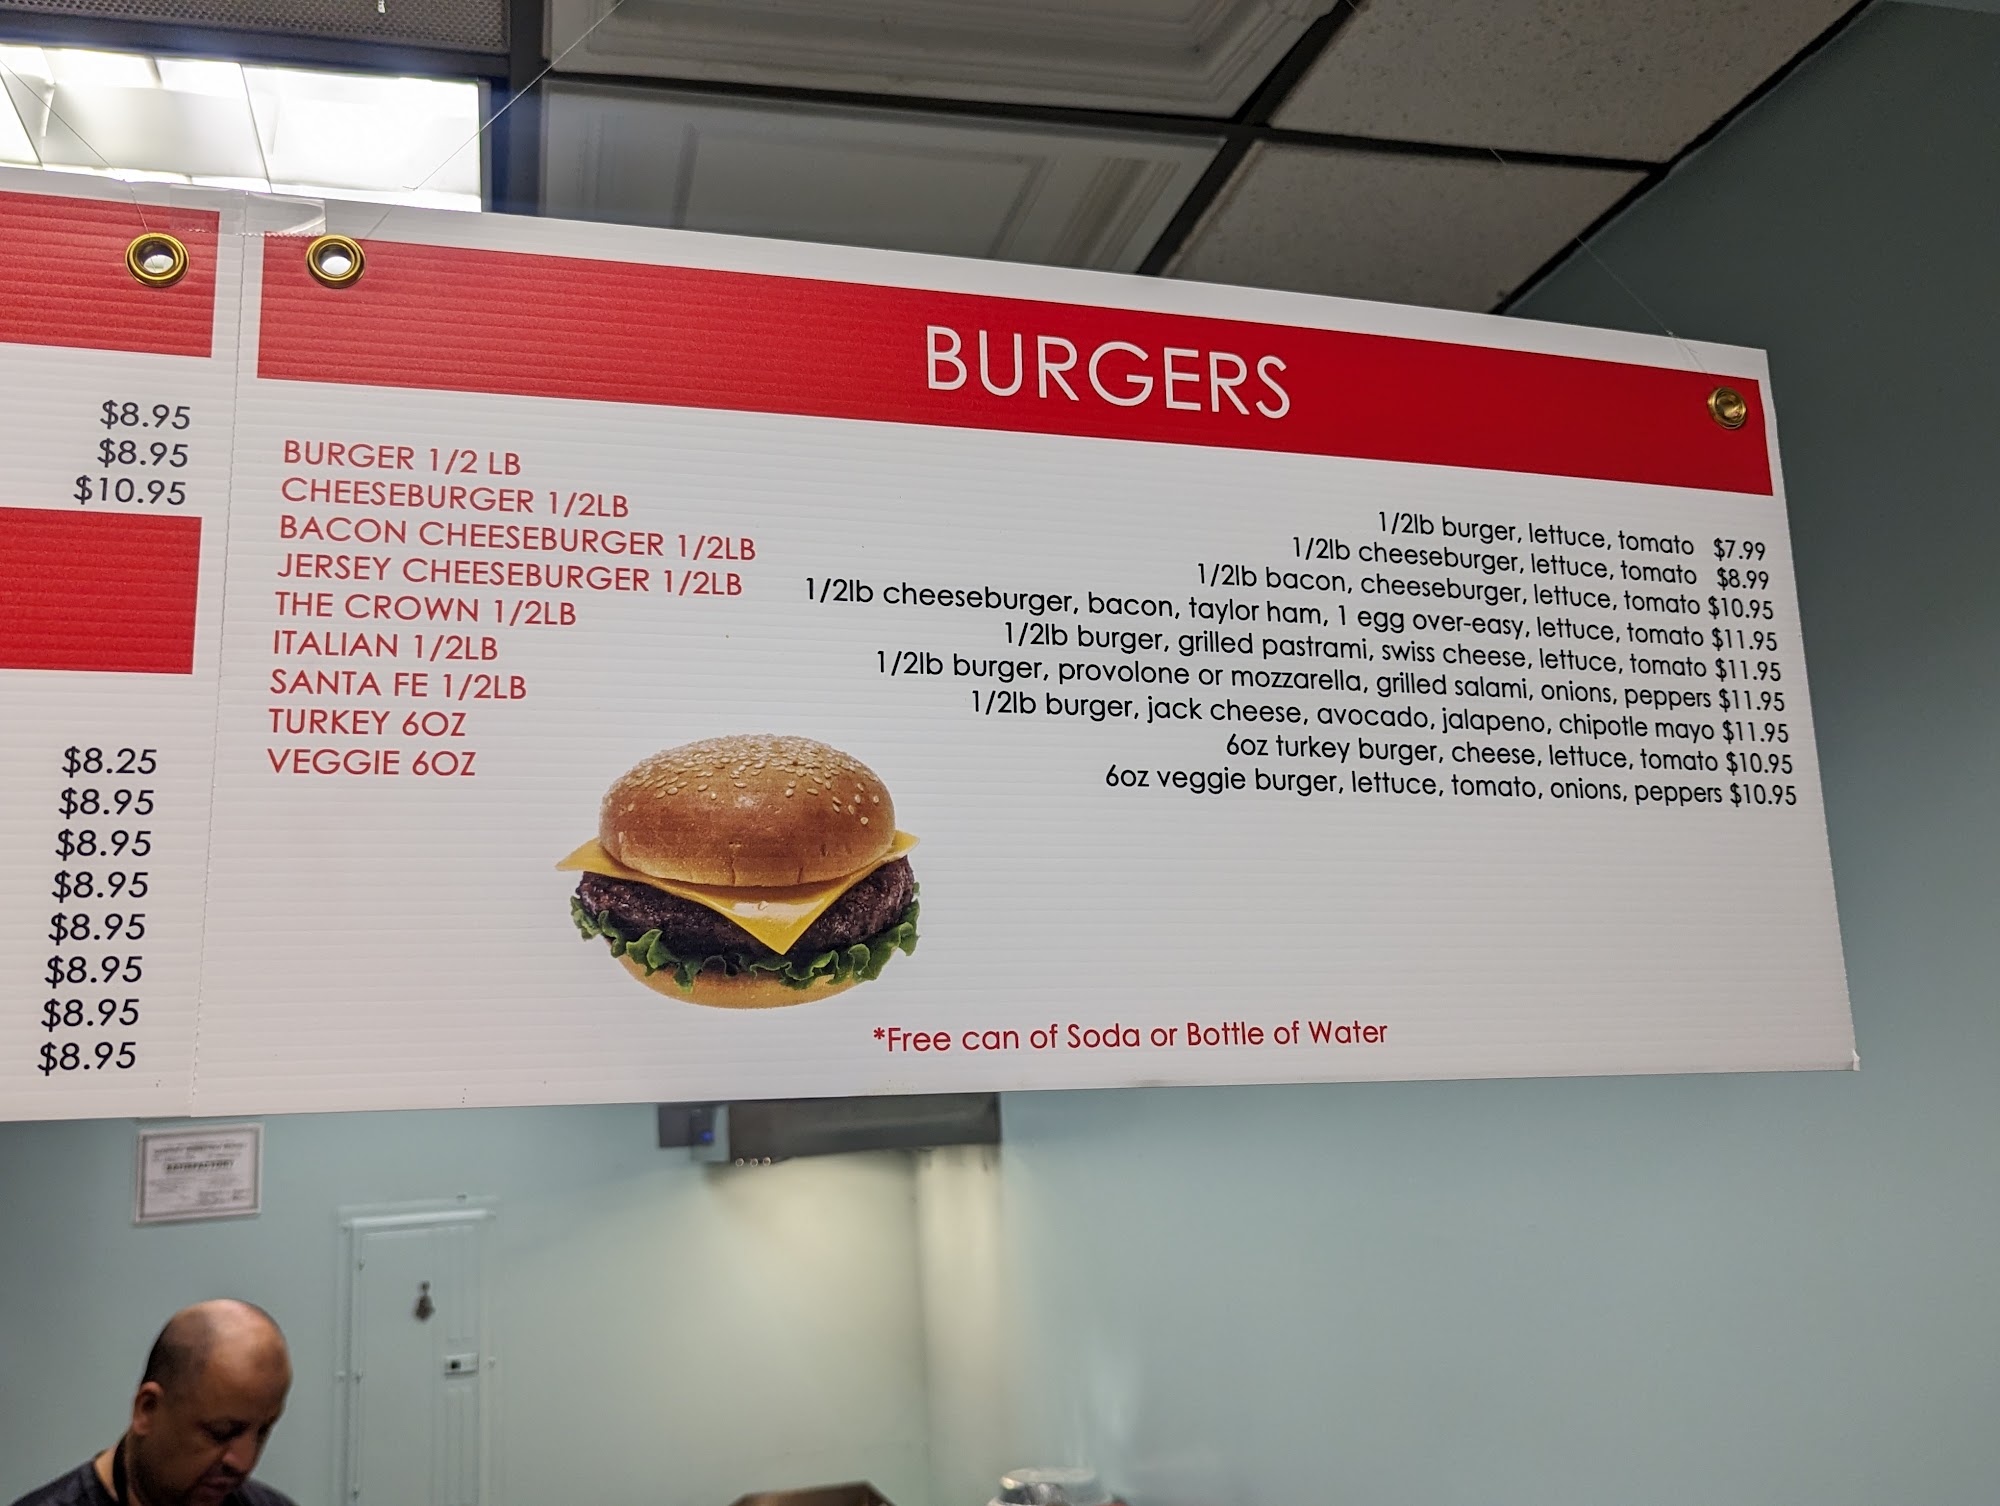 $8.95
$8.95
$10.95
$8.25
$8.95
$8.95
$8.95
$8.95
$8.95
$8.95
$8.95
BURGERS
BURGER 1/2 LB
1/2lb burger, lettuce, tomato $7.99
CHEESEBURGER 1/2LB
1/2lb cheeseburger, lettuce, tomato $8.99
BACON CHEESEBURGER 1/2LB
1/2lb bacon, cheeseburger, lettuce, tomato $10.95
JERSEY CHEESEBURGER 1/2LB
1/2lb cheeseburger, bacon, taylor ham, 1 egg over-easy, lettuce, tomato $11.95
THE CROWN 1/2LB
1/2lb burger, grilled pastrami, swiss cheese, lettuce, tomato $11.95
ITALIAN 1/2LB
1/2lb burger, provolone or mozzarella, grilled salami, onions, peppers $11.95
SANTA FE 1/2LB
1/2lb burger, jack cheese, avocado, jalapeno, chipotle mayo $11.95
TURKEY 6OZ
6oz turkey burger, cheese, lettuce, tomato $10.95
VEGGIE 6OZ
6oz veggie burger, lettuce, tomato, onions, peppers $10.95
*Free can of Soda or Bottle of Water
SATISFACTORY